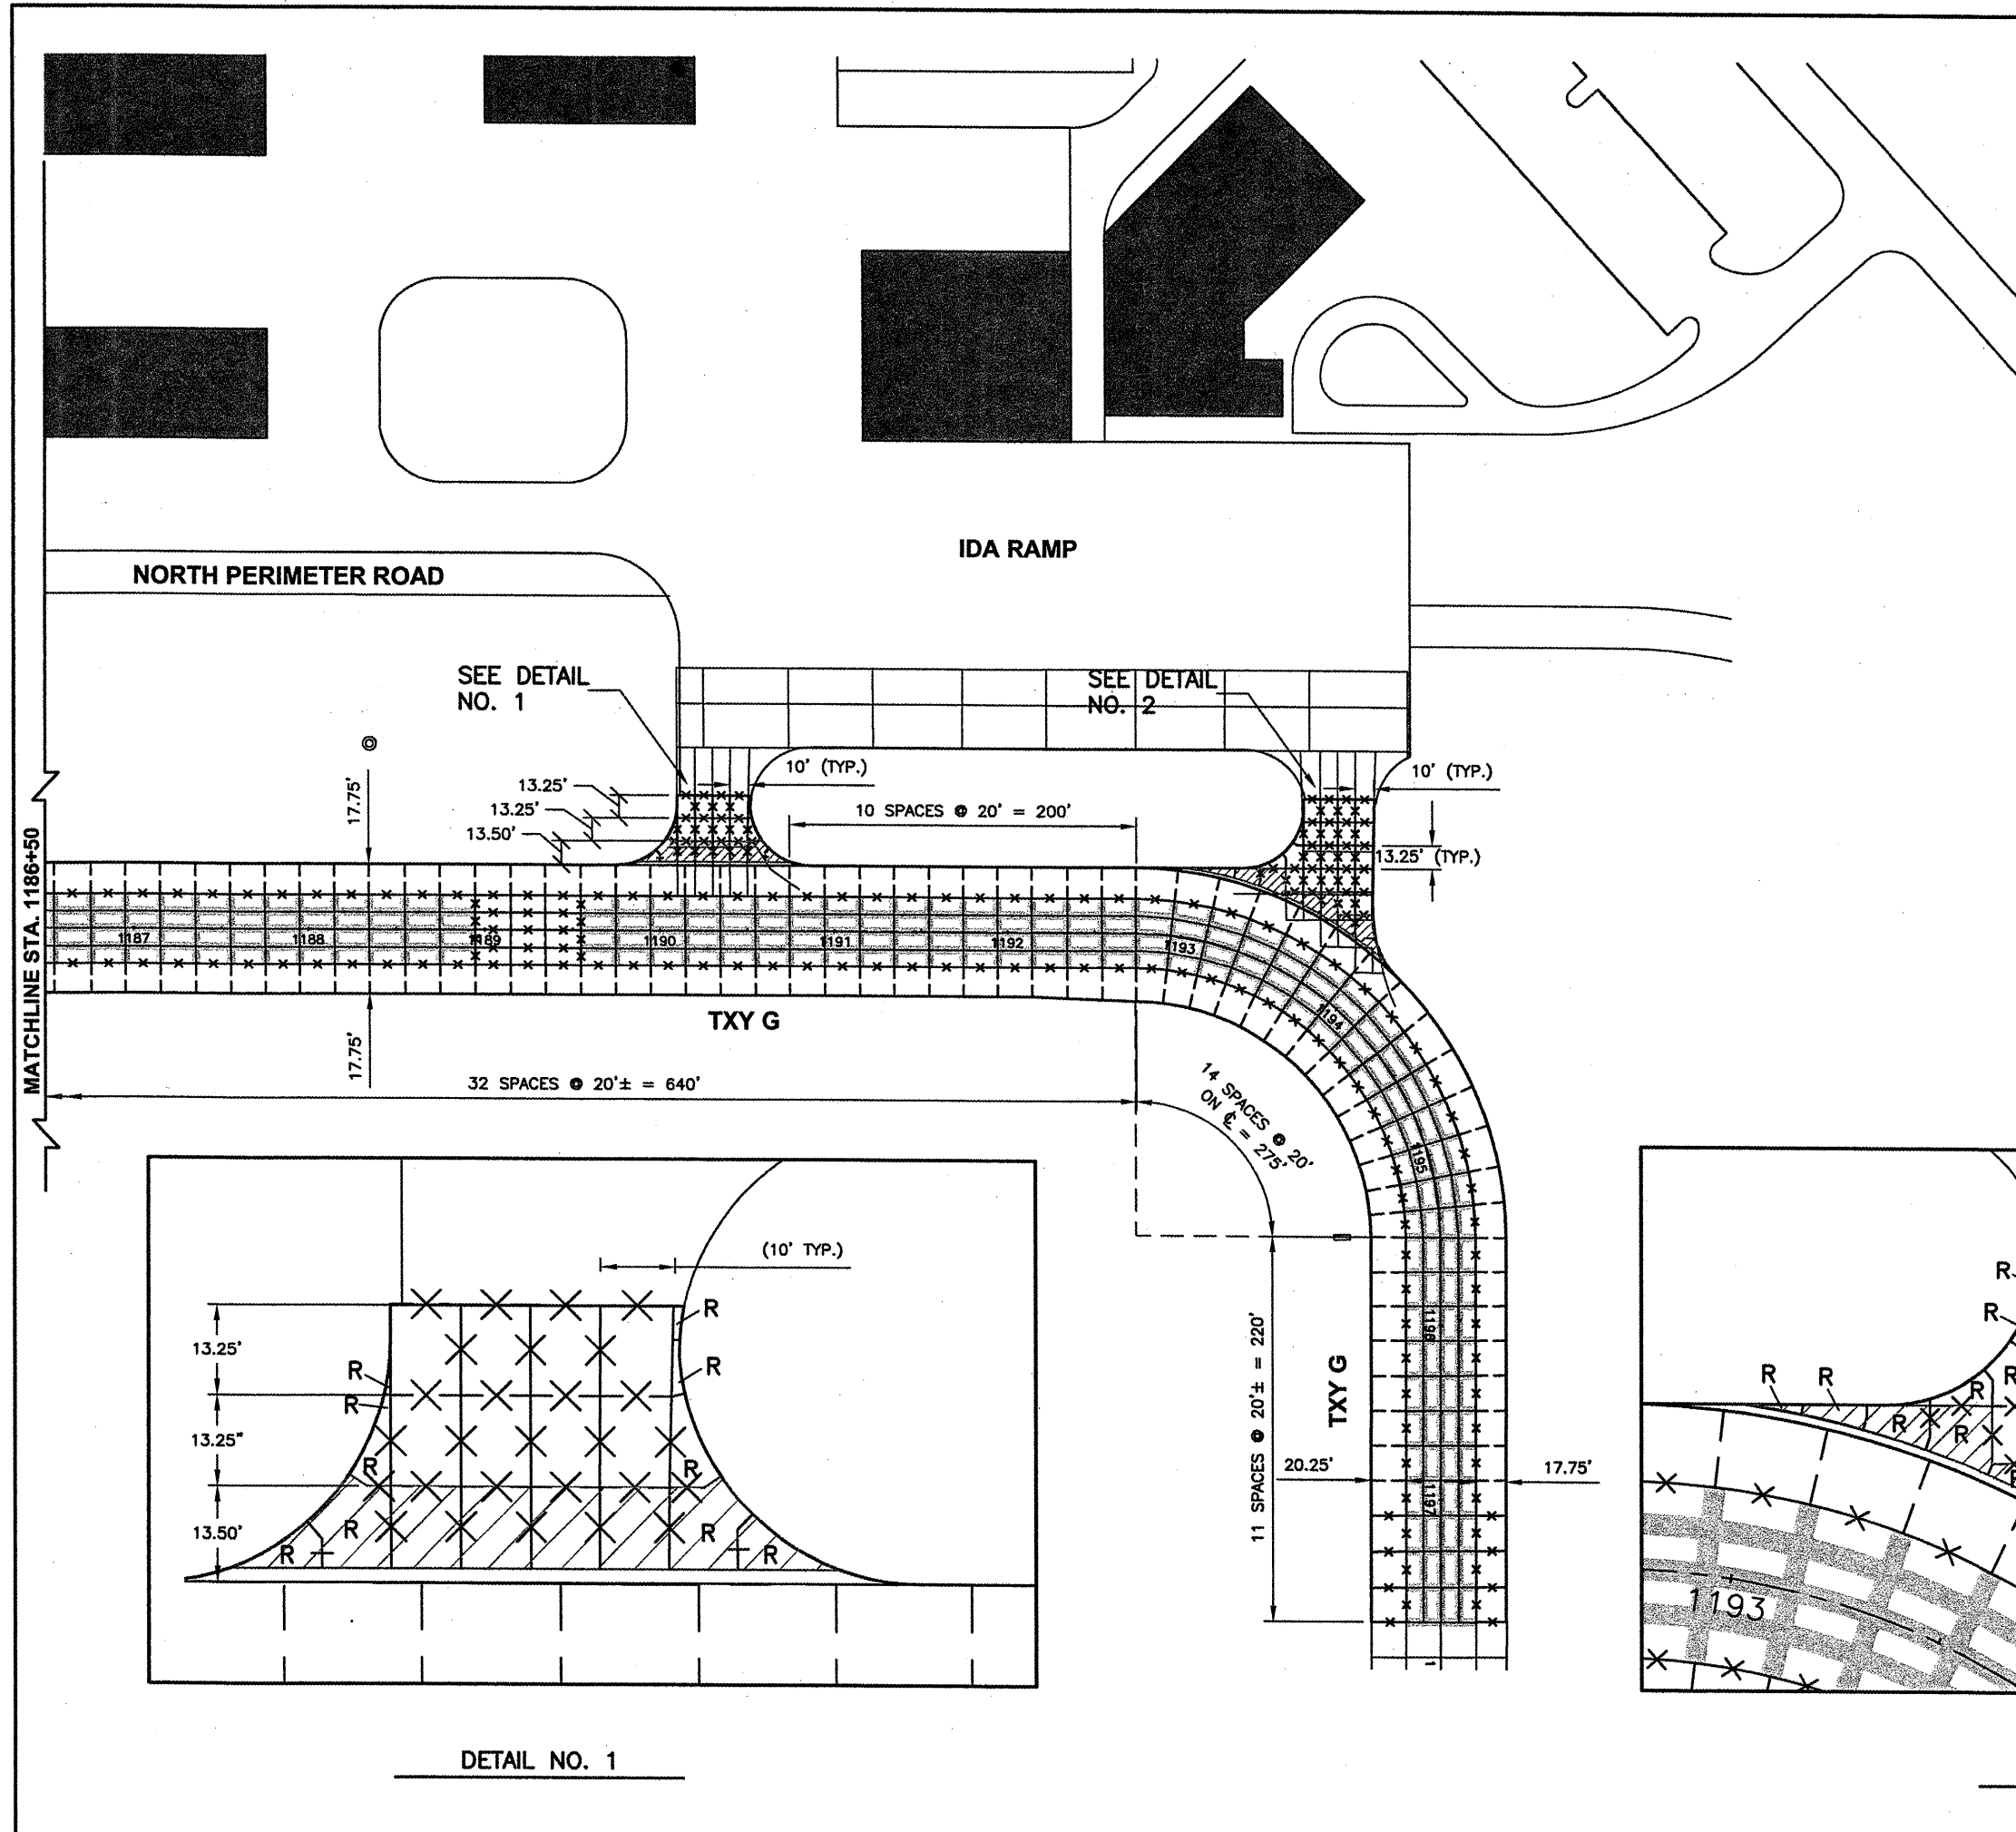 IDA RAMP
NORTH PERIMETER ROAD
SEE DETAIL
NO. 1
SEE DETAIL
NO. 2
17.75'
13.25'
13.25'
13.50'
10' (TYP.)
10 SPACES @ 20' = 200'
10' (TYP.)
13.25' (TYP.)
MATCHLINE STA. 1186+50
1187
1188
1189
1190
1191
1192
1193
1194
1195
1196
1197
TXY G
17.75'
32 SPACES @ 20'± = 640'
14 SPACES @ 20'
ON ℄ = 275'
11 SPACES @ 20'± = 220'
TXY G
20.25'
17.75'
1
(10' TYP.)
13.25'
13.25"
13.50'
R
R
R
R
R
R
R
R
R
R
DETAIL NO. 1
R
R
R
R
R
R
R
R
1193